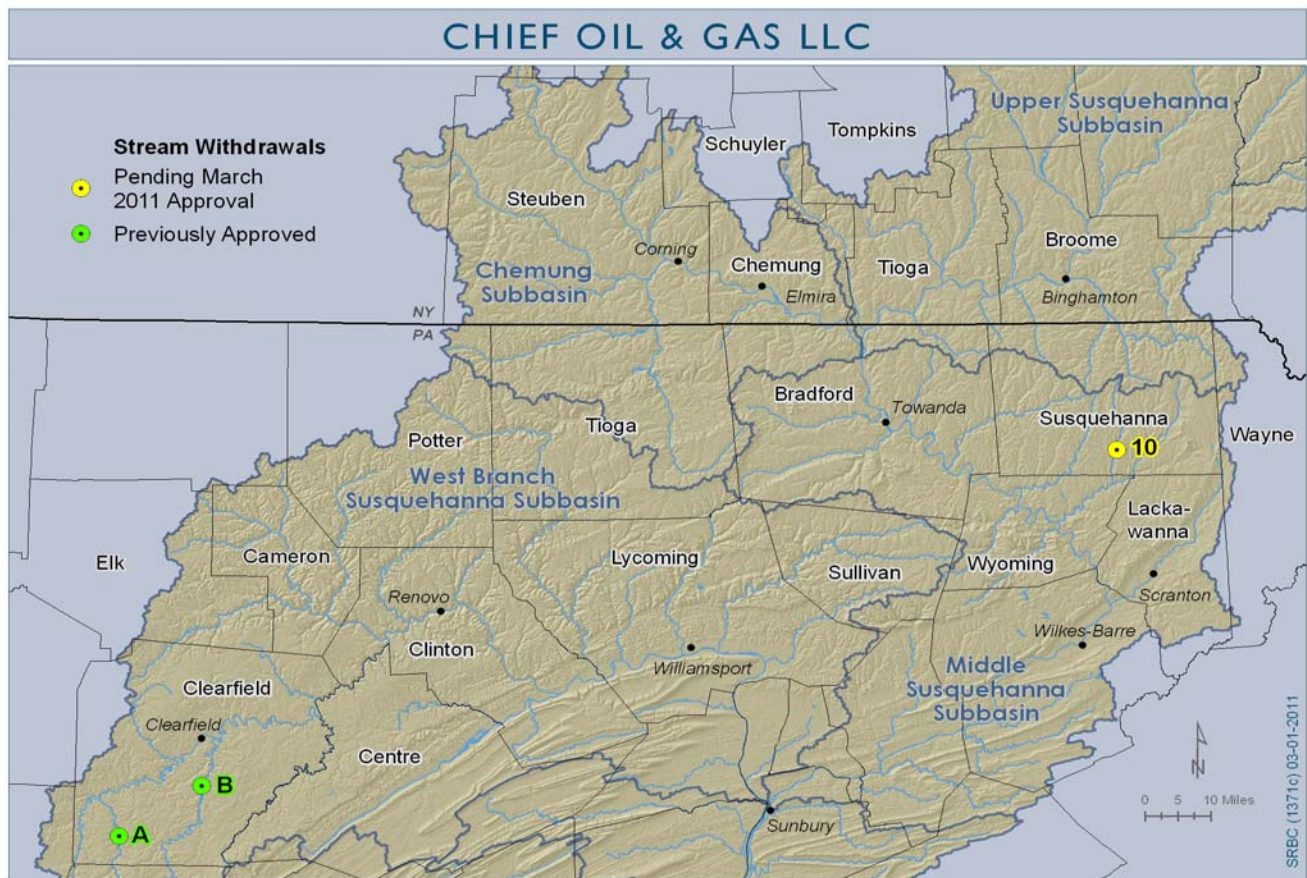 CHIEF OIL & GAS LLC
Stream Withdrawals
Pending March
2011 Approval
Previously Approved
Upper Susquehanna
Subbasin
Tompkins
Schuyler
Steuben
Corning
Chemung
Elmira
Tioga
Broome
Binghamton
Chemung
Subbasin
NY
PA
Bradford
Towanda
Susquehanna
10
Wayne
Tioga
Potter
West Branch
Susquehanna Subbasin
Lacka-
wanna
Elk
Cameron
Lycoming
Sullivan
Wyoming
Renovo
Scranton
Clinton
Wilkes-Barre
Williamsport
Middle
Susquehanna
Subbasin
Clearfield
Clearfield
Centre
B
A
Sunbury
N
0 5 10 Miles
SRBC (1371c) 03-01-2011